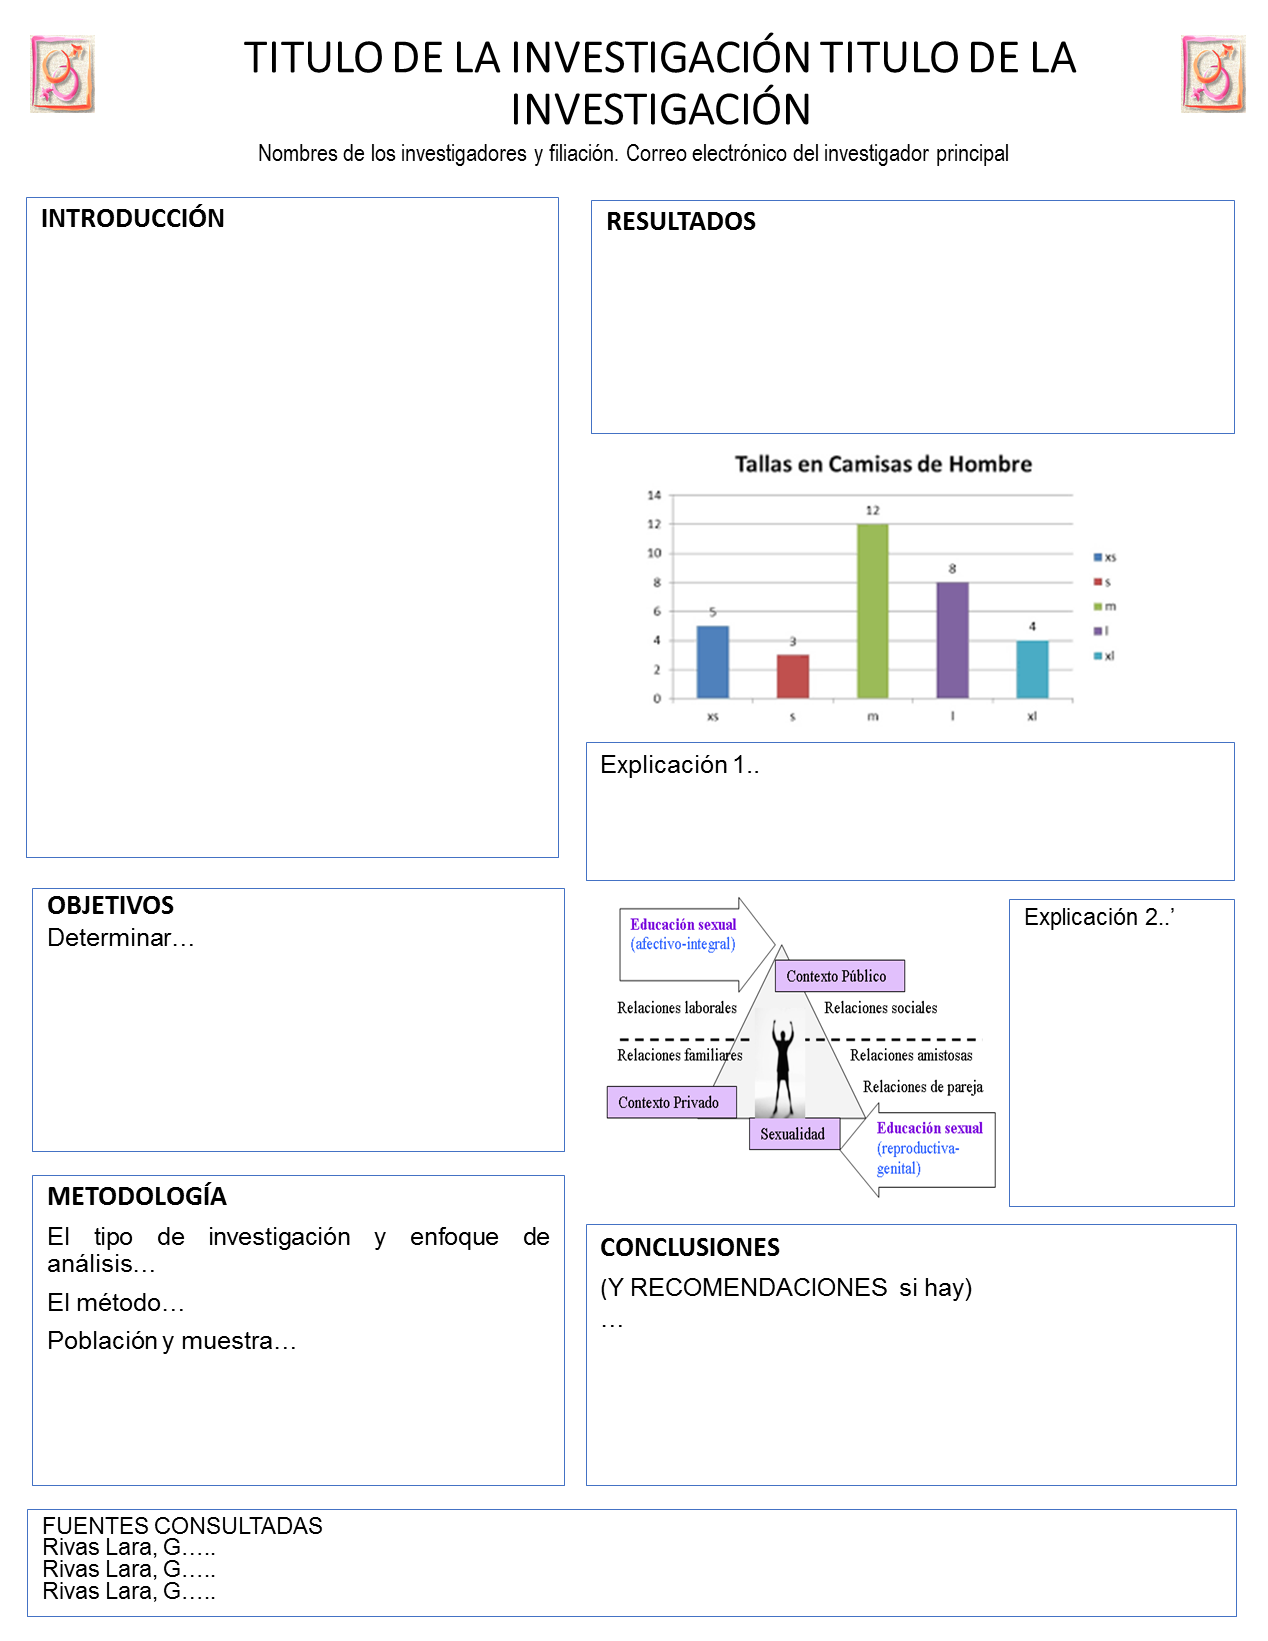 TITULO DE LA INVESTIGACIÓN TITULO DE LA
INVESTIGACIÓN
Nombres de los investigadores y filiación. Correo electrónico del investigador principal
INTRODUCCIÓN
OBJETIVOS
Determinar…
METODOLOGÍA
El tipo de investigación y enfoque de
análisis…
El método…
Población y muestra…
RESULTADOS
Tallas en Camisas de Hombre
14
12
10
8
6
4
2
0
5
3
12
8
4
xs
s
m
l
xl
xs
s
m
l
xl
Explicación 1..
Educación sexual
(afectivo-integral)
Contexto Público
Relaciones laborales
Relaciones sociales
Relaciones familiares
Relaciones amistosas
Relaciones de pareja
Contexto Privado
Sexualidad
Educación sexual
(reproductiva-
genital)
Explicación 2..’
CONCLUSIONES
(Y RECOMENDACIONES si hay)
…
FUENTES CONSULTADAS
Rivas Lara, G…..
Rivas Lara, G…..
Rivas Lara, G…..